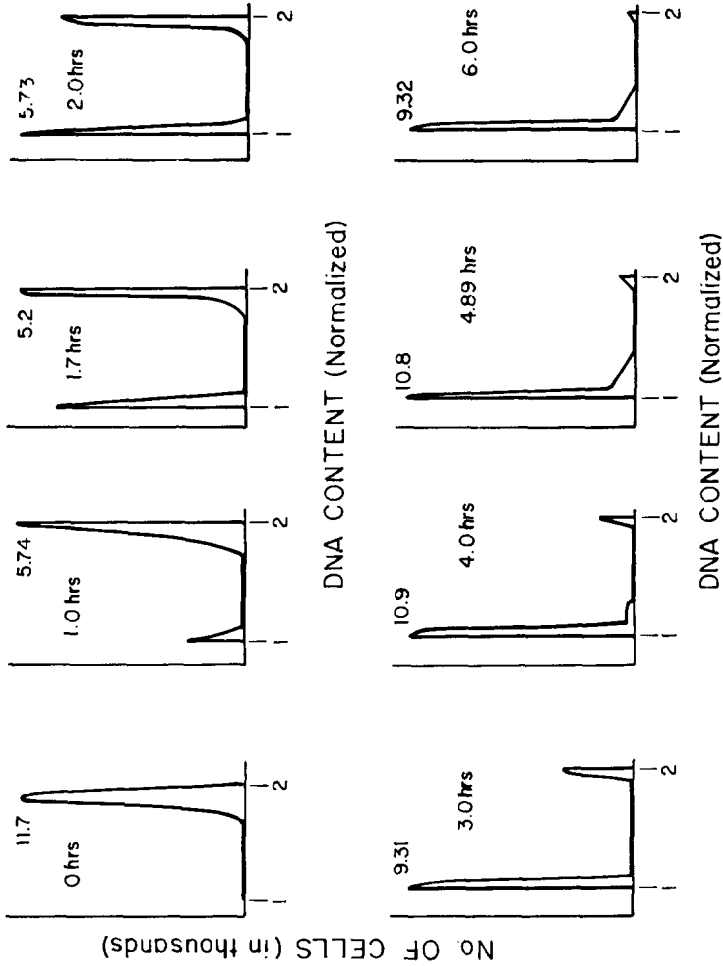 No. OF CELLS (in thousands)
11.7
0 hrs
1 2
5.74
1.0 hrs
1 2
5.2
1.7 hrs
1 2
5.73
2.0 hrs
1 2
DNA CONTENT (Normalized)
9.31
3.0 hrs
1 2
10.9
4.0 hrs
1 2
10.8
4.89 hrs
1 2
9.32
6.0 hrs
1 2
DNA CONTENT (Normalized)